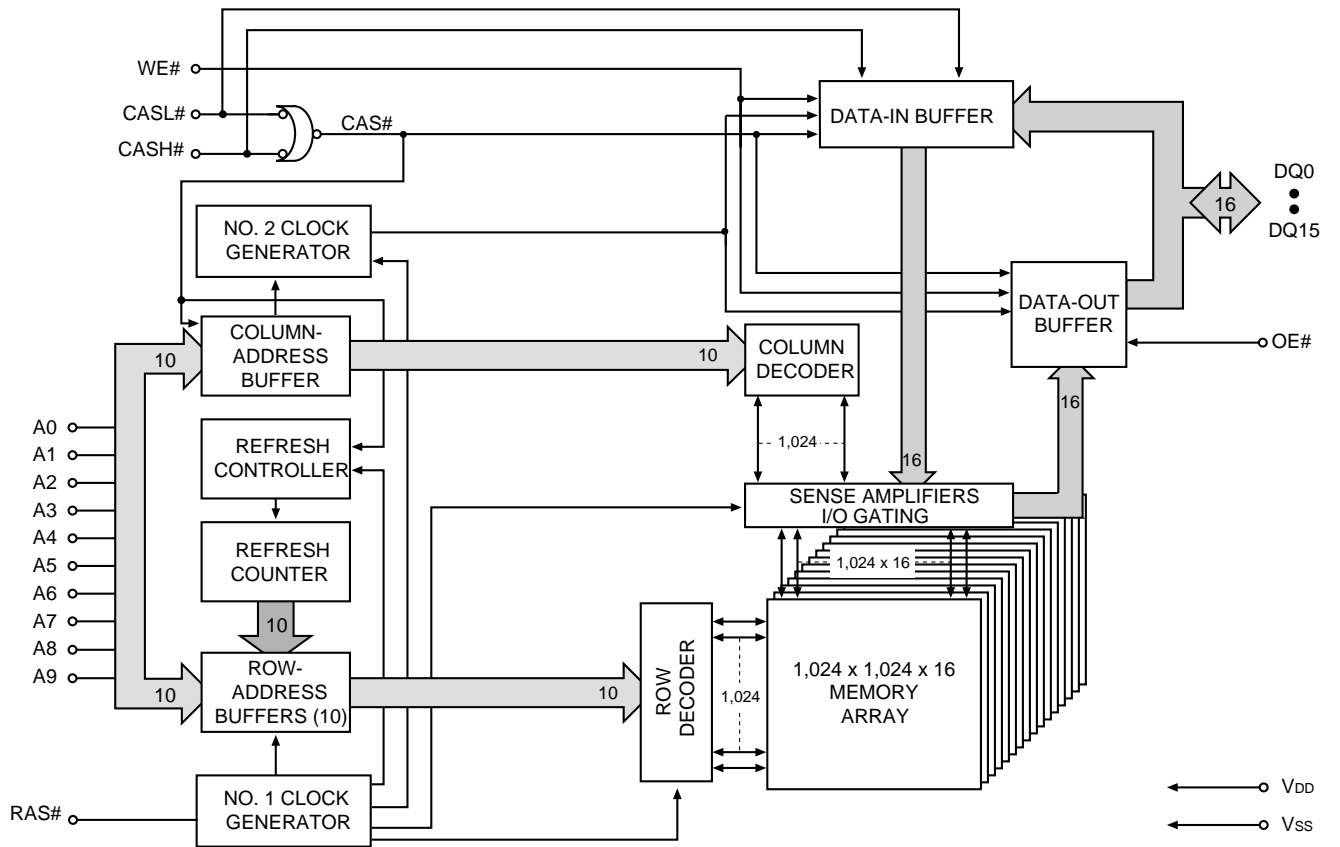 WE#
CASL#
CASH#
CAS#
DATA-IN BUFFER
DQ0
DQ15
16
NO. 2 CLOCK
GENERATOR
DATA-OUT
BUFFER
OE#
10
COLUMN-
ADDRESS
BUFFER
10
COLUMN
DECODER
16
1,024
16
A0
A1
A2
A3
A4
A5
A6
A7
A8
A9
REFRESH
CONTROLLER
SENSE AMPLIFIERS
I/O GATING
REFRESH
COUNTER
1,024 x 16
10
10
ROW-
ADDRESS
BUFFERS (10)
10
ROW
DECODER
1,024
1,024 x 1,024 x 16
MEMORY
ARRAY
RAS#
NO. 1 CLOCK
GENERATOR
VDD
VSS